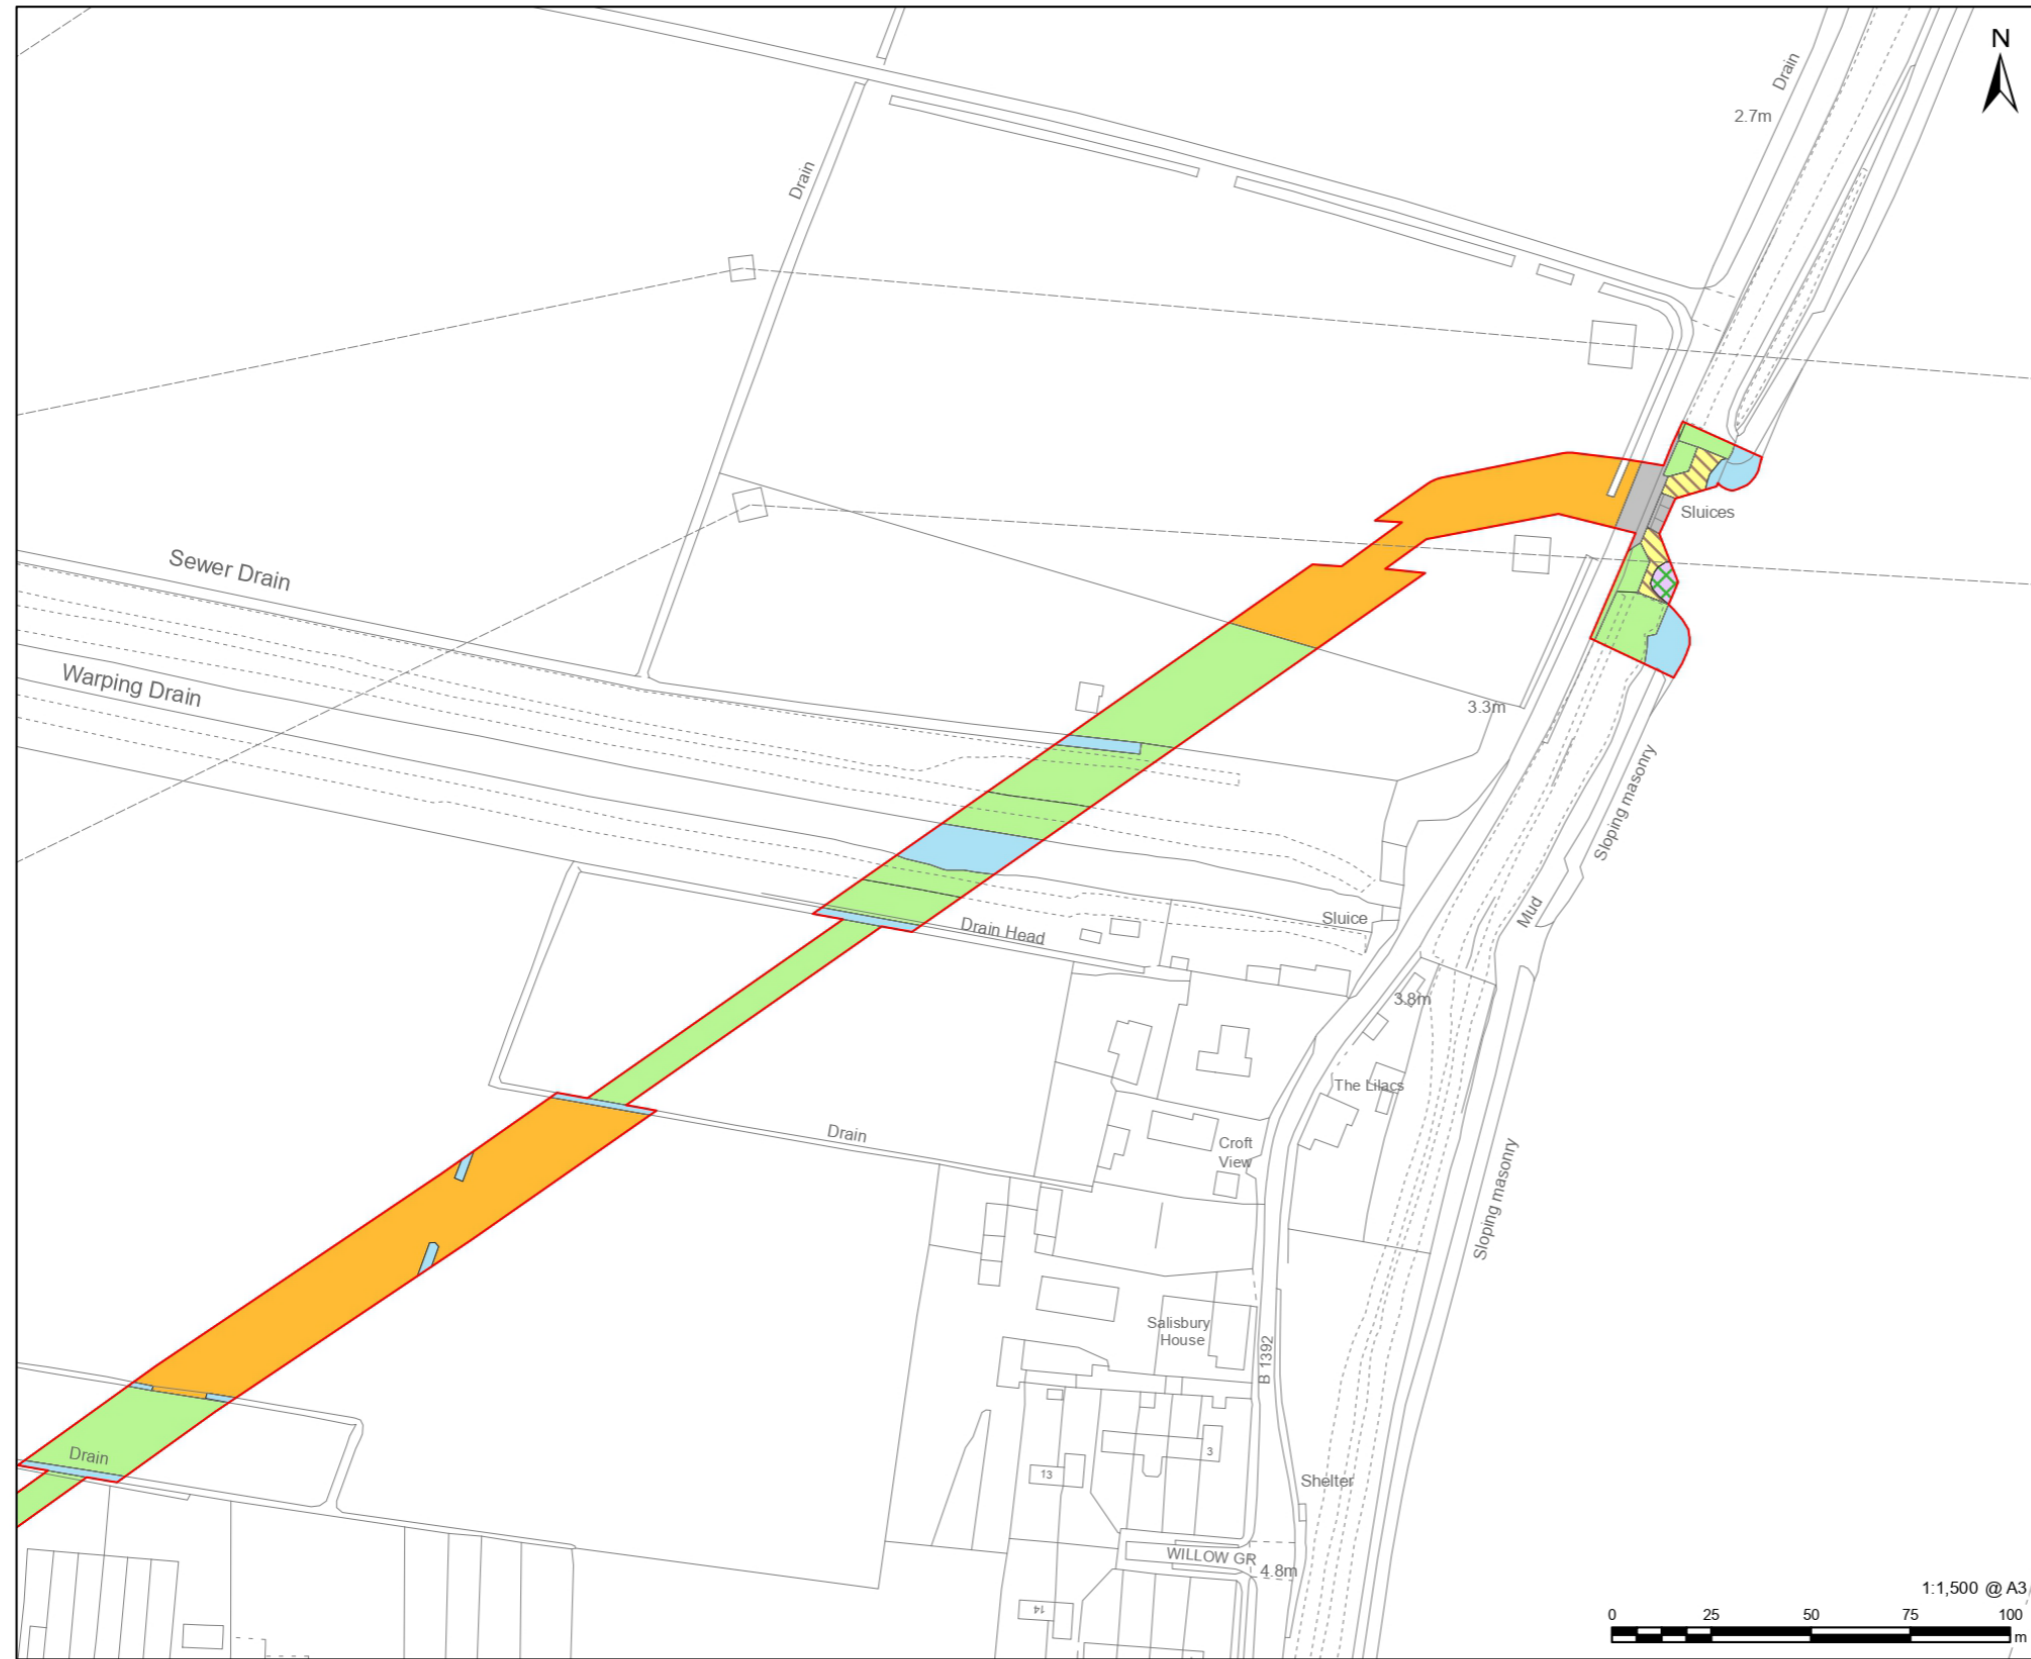 N
Drain
2.7m
Drain
Sluices
Sewer Drain
Warping Drain
3.3m
Sloping masonry
Mud
Sluice
Drain Head
3.8m
The Lilacs
Drain
Croft
View
Sloping masonry
Salisbury
House
B 1392
3
Drain
13
Shelter
WILLOW GR
4.8m
14
1:1,500 @ A3
0 25 50 75 100
m